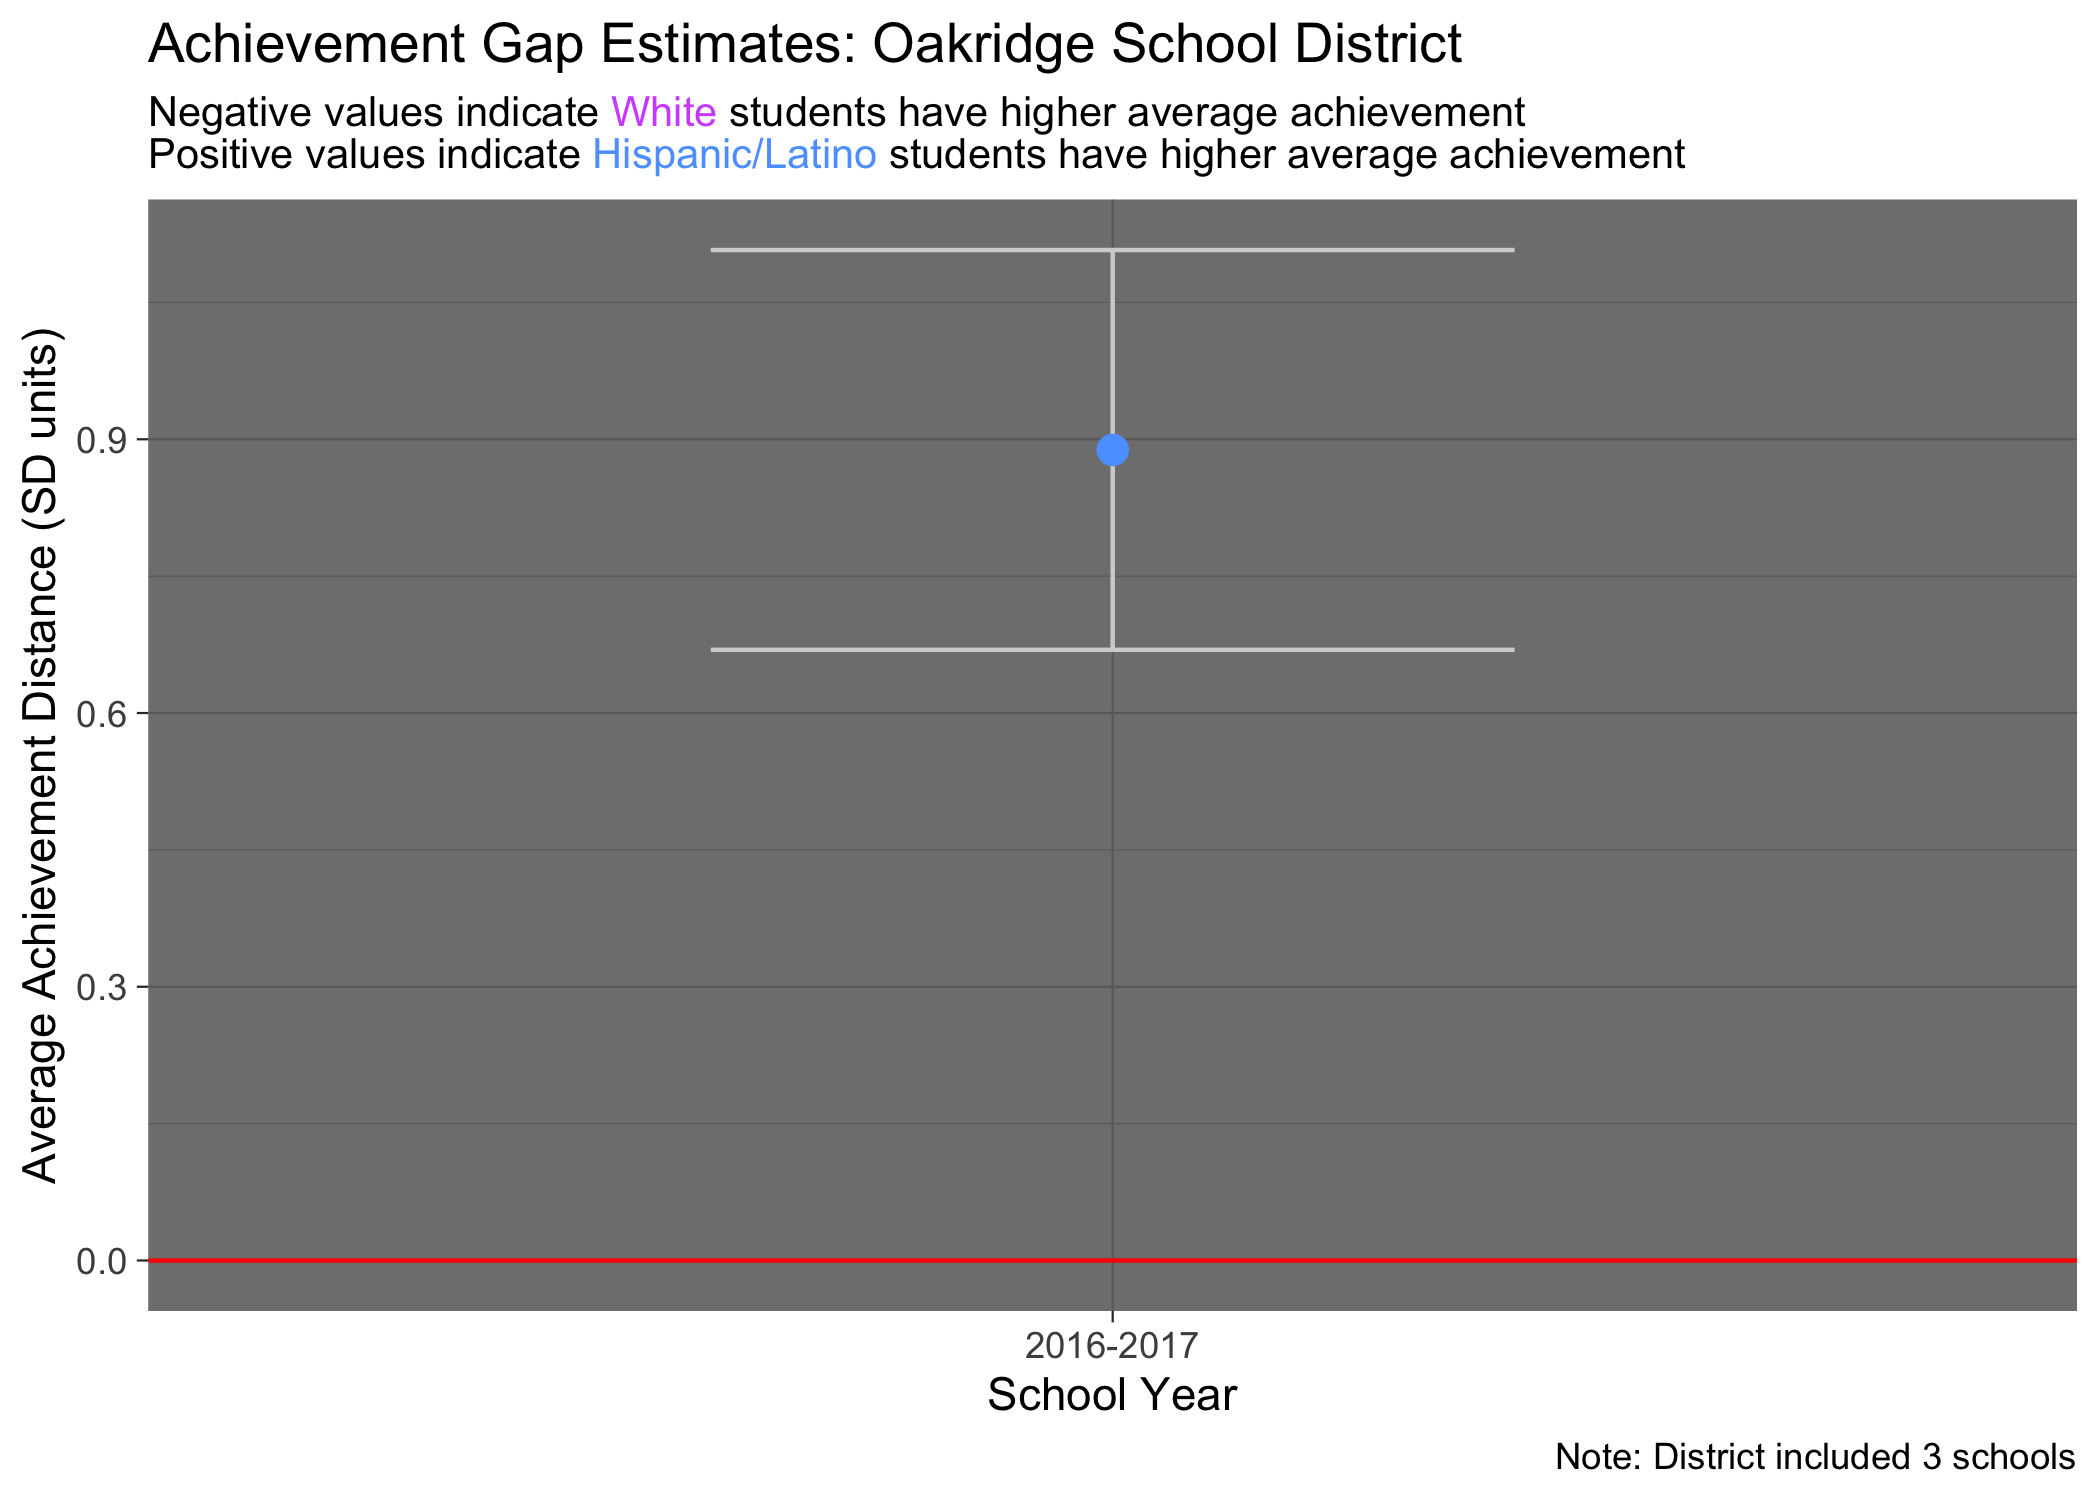 Achievement Gap Estimates: Oakridge School District
Negative values indicate White students have higher average achievement
Positive values indicate Hispanic/Latino students have higher average achievement
Average Achievement Distance (SD units)
0.9
0.6
0.3
0.0
2016-2017
School Year
Note: District included 3 schools